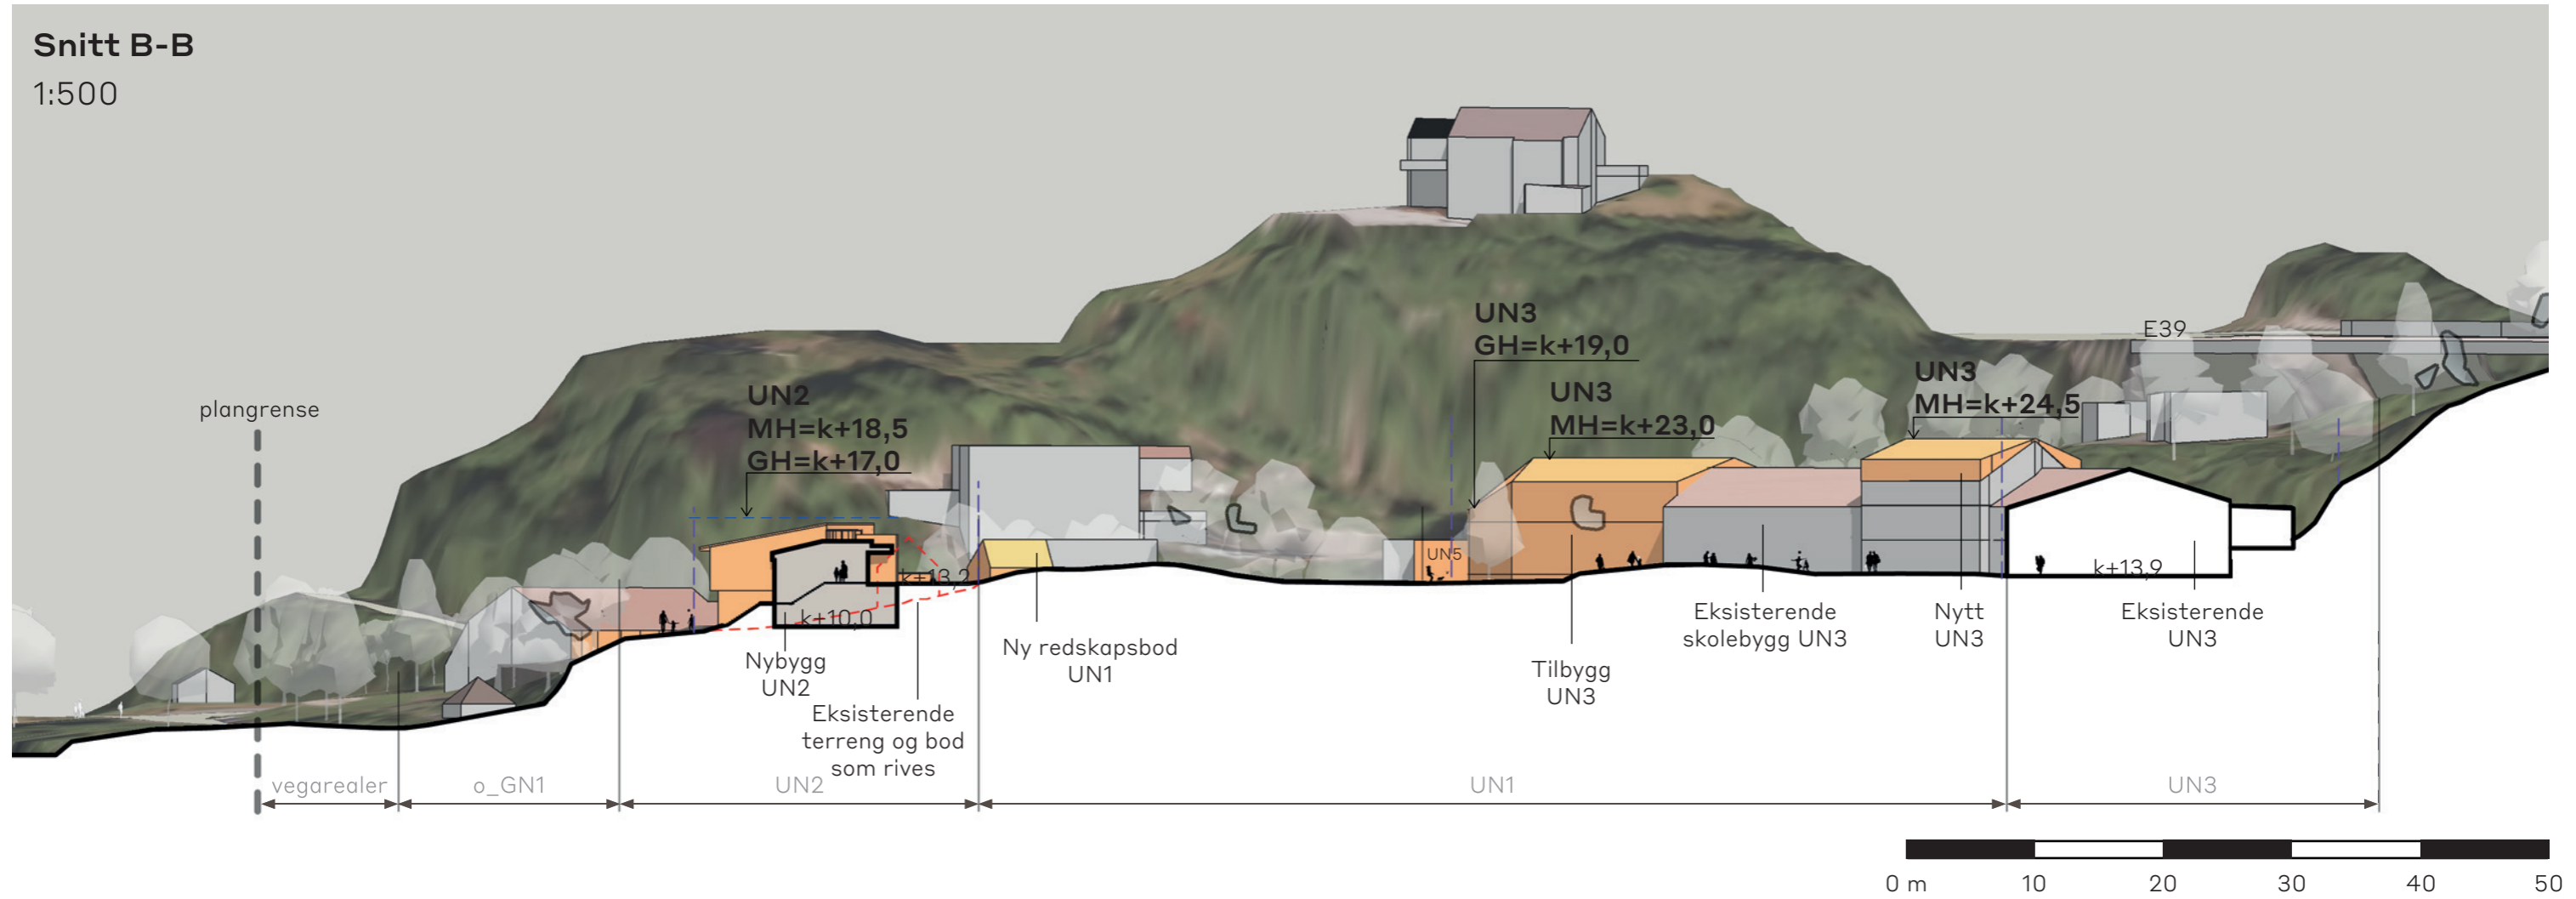 Snitt B-B
1:500
plangrense
UN2
MH=k+18,5
GH=k+17,0
UN3
GH=k+19,0
UN3
MH=k+23,0
UN3
MH=k+24,5
E39
UN5
k+13,2
k+10,0
k+13,9
Nybygg
UN2
Eksisterende
terreng og bod
som rives
Ny redskapsbod
UN1
Tilbygg
UN3
Eksisterende
skolebygg UN3
Nytt
UN3
Eksisterende
UN3
vegarealer
o_GN1
UN2
UN1
UN3
0 m 10 20 30 40 50